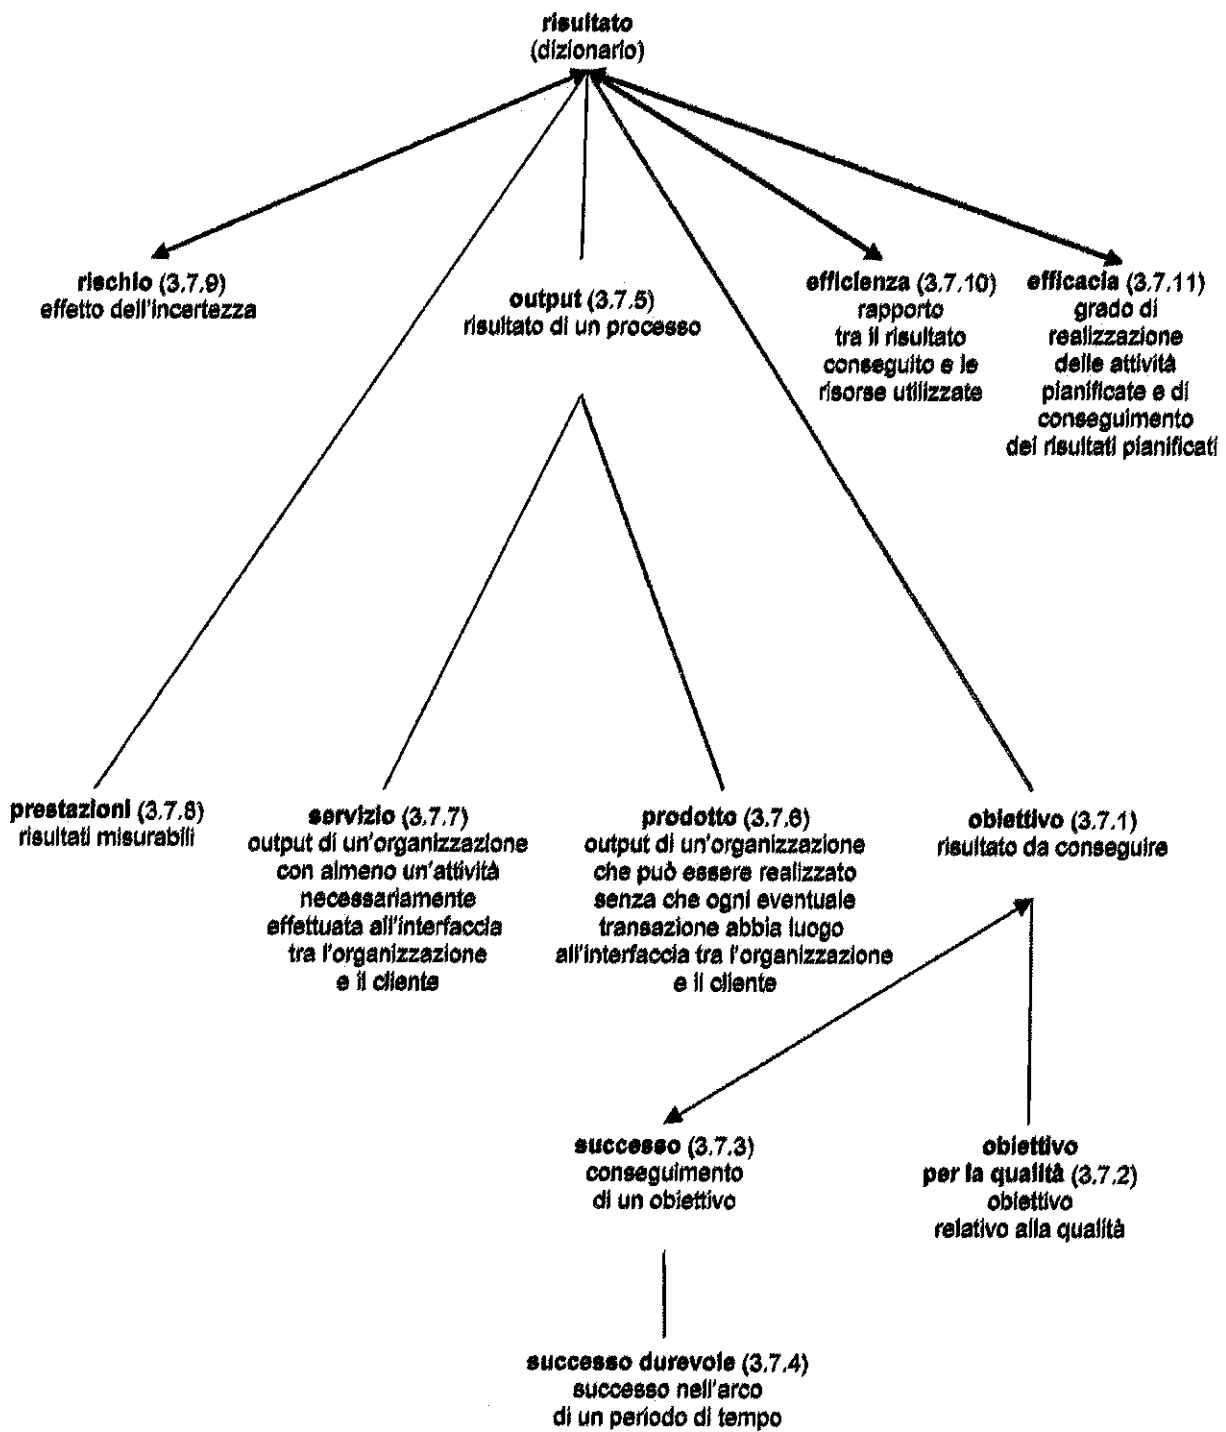 risultato
(dizionario)
rischio (3.7.9)
effetto dell'incertezza
output (3.7.5)
risultato di un processo
efficienza (3.7.10)
rapporto
tra il risultato
conseguito e le
risorse utilizzate
efficacia (3.7.11)
grado di
realizzazione
delle attività
pianificate e di
conseguimento
dei risultati pianificati
prestazioni (3.7.8)
risultati misurabili
servizio (3.7.7)
output di un'organizzazione
con almeno un'attività
necessariamente
effettuata all'interfaccia
tra l'organizzazione
e il cliente
prodotto (3.7.6)
output di un'organizzazione
che può essere realizzato
senza che ogni eventuale
transazione abbia luogo
all'interfaccia tra l'organizzazione
e il cliente
obiettivo (3.7.1)
risultato da conseguire
successo (3.7.3)
conseguimento
di un obiettivo
obiettivo
per la qualità (3.7.2)
obiettivo
relativo alla qualità
successo durevole (3.7.4)
successo nell'arco
di un periodo di tempo